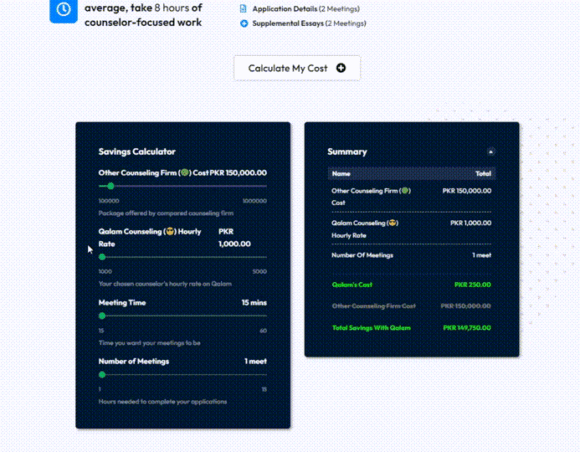 average, take 8 hours of
counselor-focused work
Application Details (2 Meetings)
Supplemental Essays (2 Meetings)
Calculate My Cost
Savings Calculator
Other Counseling Firm (🤢) Cost PKR 150,000.00
100000 1000000
Package offered by compared counseling firm
Qalam Counseling (🤩) Hourly Rate PKR 1,000.00
1000 5000
Your chosen counselor's hourly rate on Qalam
Meeting Time 15 mins
15 60
Time you want your meetings to be
Number of Meetings 1 meet
1 15
Hours needed to complete your applications
Summary
Name Total
Other Counseling Firm (🤢) PKR 150,000.00
Cost
Qalam Counseling (🤩) PKR 1,000.00
Hourly Rate
Number Of Meetings 1 meet
Qalam's Cost PKR 250.00
Other Counseling Firm Cost PKR 150,000.00
Total Savings With Qalam PKR 149,750.00